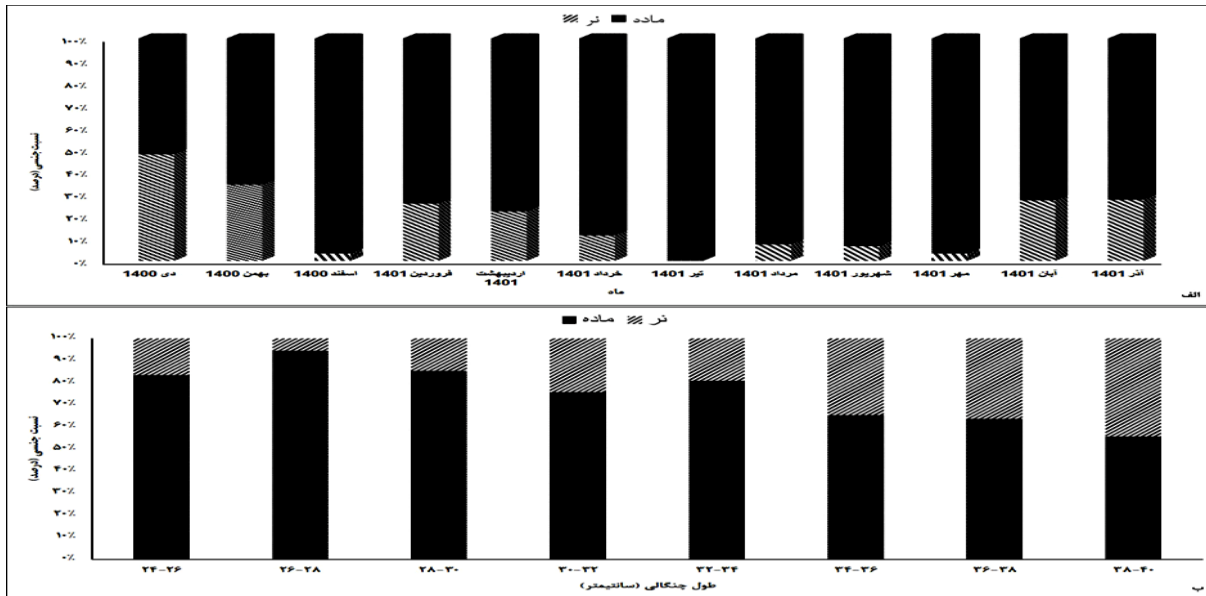 ماده نر
۱۰۰٪
۹۰٪
۸۰٪
۷۰٪
۶۰٪
۵۰٪
۴۰٪
۳۰٪
۲۰٪
۱۰٪
۰٪
نسبت جنسی (درصد)
دی 1400 بهمن 1400 اسفند 1400 فروردین 1401 اردیبهشت 1401 خرداد 1401 تیر 1401 مرداد 1401 شهریور 1401 مهر 1401 آبان 1401 آذر 1401
ماه
الف
نر ماده
۱۰۰٪
۹۰٪
۸۰٪
۷۰٪
۶۰٪
۵۰٪
۴۰٪
۳۰٪
۲۰٪
۱۰٪
۰٪
نسبت جنسی (درصد)
۲۴-۲۶ ۲۶-۲۸ ۲۸-۳۰ ۳۰-۳۲ ۳۲-۳۴ ۳۴-۳۶ ۳۶-۳۸ ۳۸-۴۰
طول چنگالی (سانتیمتر)
ب